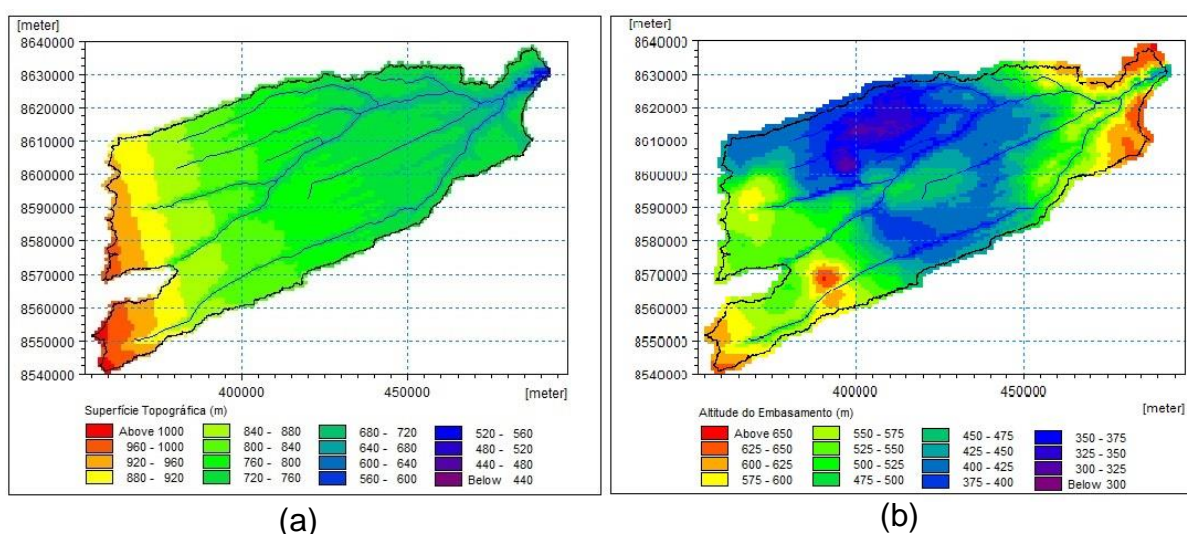 [meter]
8640000
8630000
8620000
8610000
8600000
8590000
8580000
8570000
8560000
8550000
8540000
400000 450000
[meter]
Superfície Topográfica (m)
Above 1000 840 - 880 680 - 720 520 - 560
960 - 1000 800 - 840 640 - 680 480 - 520
920 - 960 760 - 800 600 - 640 440 - 480
880 - 920 720 - 760 560 - 600 Below 440
(a)
[meter]
8640000
8630000
8620000
8610000
8600000
8590000
8580000
8570000
8560000
8550000
8540000
400000 450000
[meter]
Altitude do Embasamento (m)
Above 650 550 - 575 450 - 475 350 - 375
625 - 650 525 - 550 425 - 450 325 - 350
600 - 625 500 - 525 400 - 425 300 - 325
575 - 600 475 - 500 375 - 400 Below 300
(b)